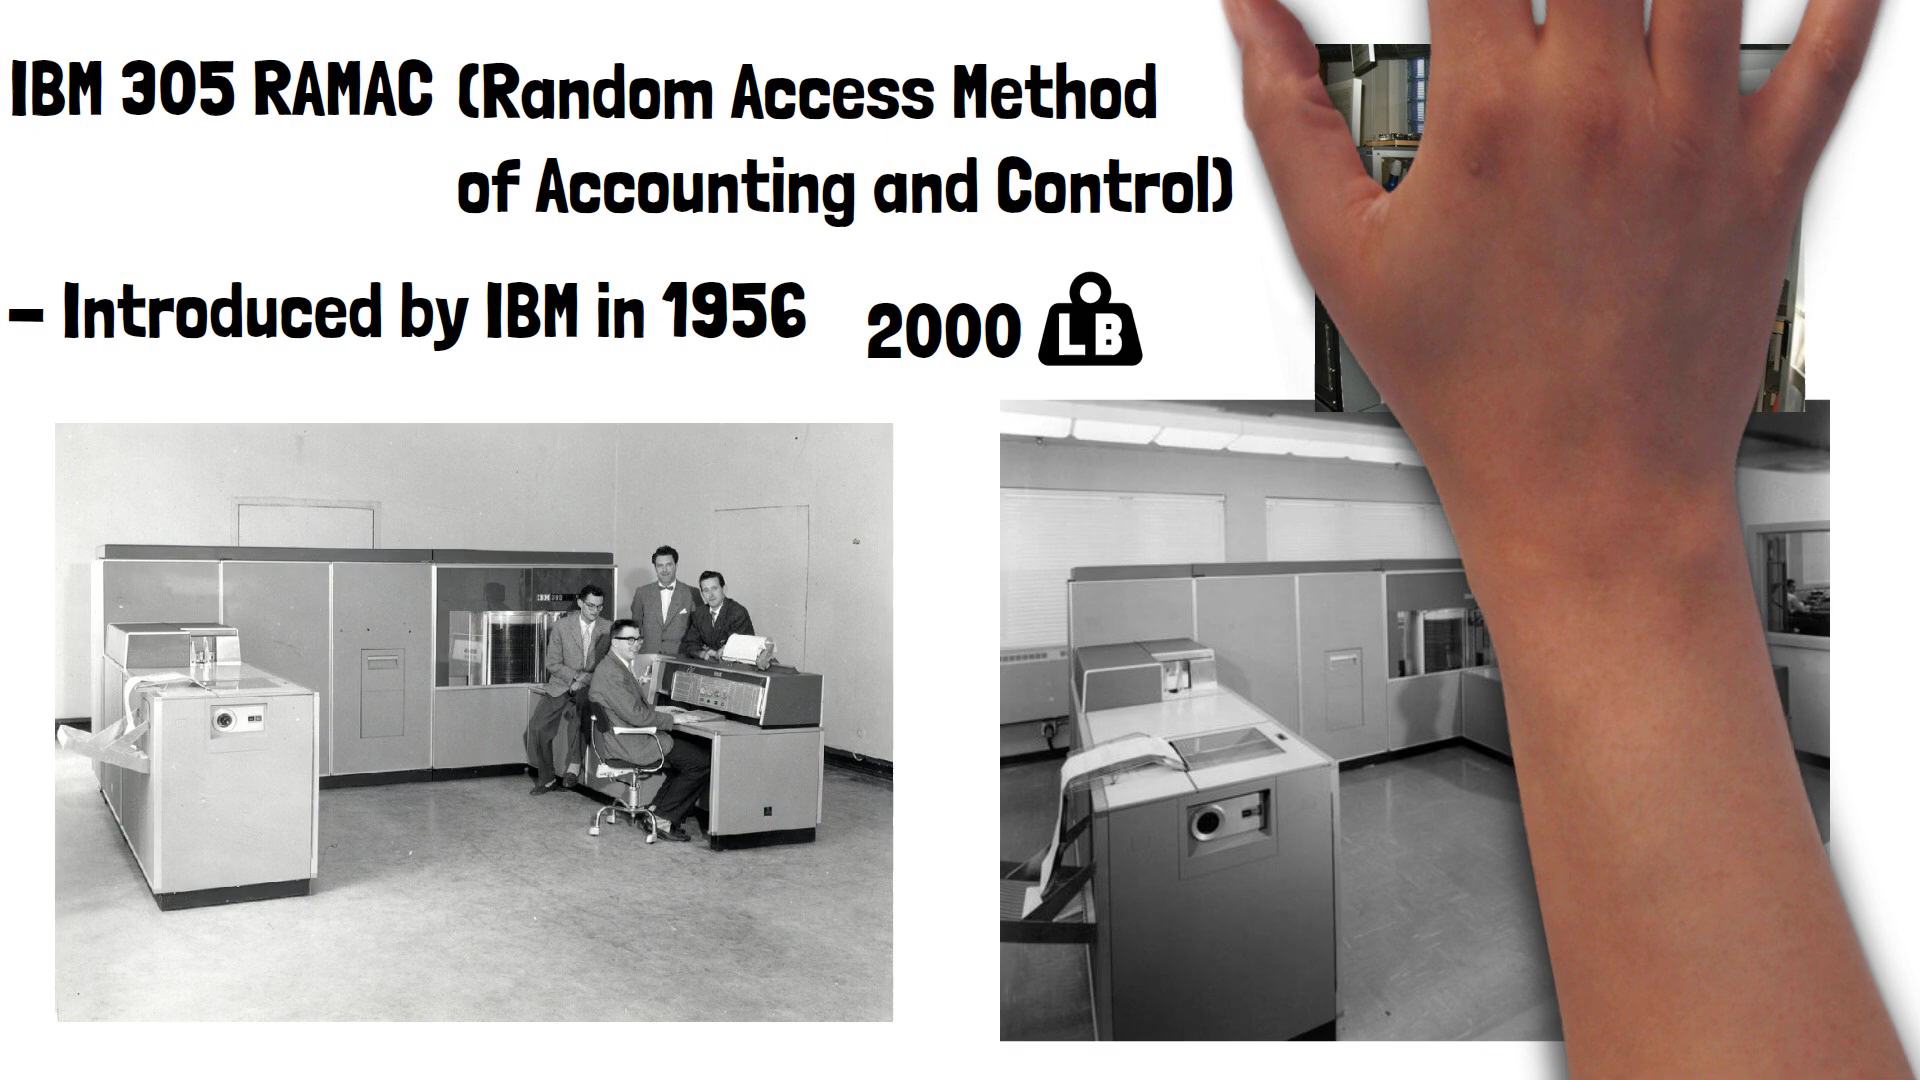 IBM 305 RAMAC (Random Access Method
of Accounting and Control)
- Introduced by IBM in 1956
2000 LB